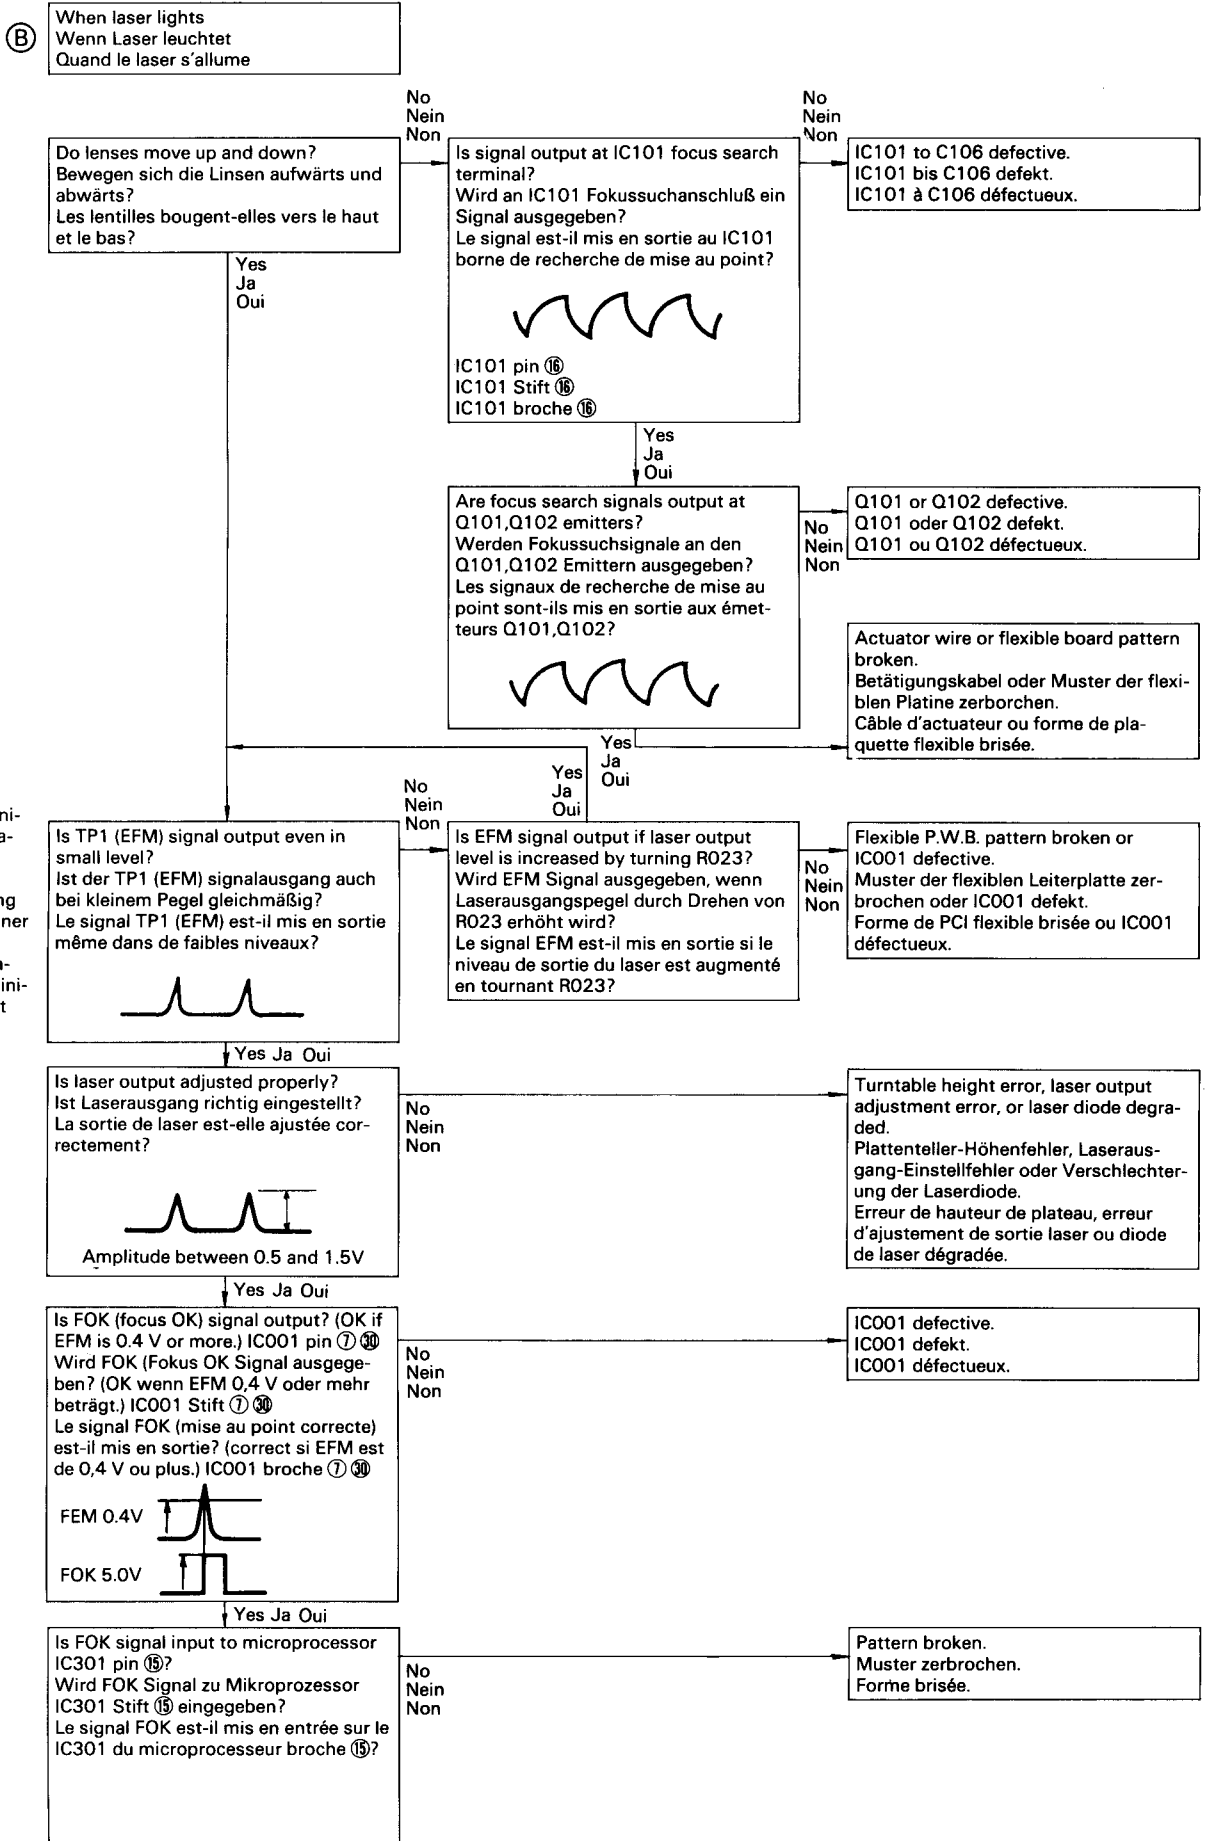 Ⓑ
When laser lights
Wenn Laser leuchtet
Quand le laser s'allume
No
Nein
Non
No
Nein
Non
Do lenses move up and down?
Bewegen sich die Linsen aufwärts und
abwärts?
Les lentilles bougent-elles vers le haut
et le bas?
Is signal output at IC101 focus search
terminal?
Wird an IC101 Fokussuchanschluß ein
Signal ausgegeben?
Le signal est-il mis en sortie au IC101
borne de recherche de mise au point?
IC101 pin ⑯
IC101 Stift ⑯
IC101 broche ⑯
IC101 to C106 defective.
IC101 bis C106 defekt.
IC101 à C106 défectueux.
Yes
Ja
Oui
Yes
Ja
Oui
Are focus search signals output at
Q101,Q102 emitters?
Werden Fokussuchsignale an den
Q101,Q102 Emittern ausgegeben?
Les signaux de recherche de mise au
point sont-ils mis en sortie aux émet-
teurs Q101,Q102?
No
Nein
Non
Q101 or Q102 defective.
Q101 oder Q102 defekt.
Q101 ou Q102 défectueux.
Yes
Ja
Oui
Actuator wire or flexible board pattern
broken.
Betätigungskabel oder Muster der flexi-
blen Platine zerborchen.
Câble d'actuateur ou forme de pla-
quette flexible brisée.
ni-
a-
ng
ner
n-
ini-
t
Is TP1 (EFM) signal output even in
small level?
Ist der TP1 (EFM) signalausgang auch
bei kleinem Pegel gleichmäßig?
Le signal TP1 (EFM) est-il mis en sortie
même dans de faibles niveaux?
No
Nein
Non
Yes
Ja
Oui
Is EFM signal output if laser output
level is increased by turning R023?
Wird EFM Signal ausgegeben, wenn
Laserausgangspegel durch Drehen von
R023 erhöht wird?
Le signal EFM est-il mis en sortie si le
niveau de sortie du laser est augmenté
en tournant R023?
No
Nein
Non
Flexible P.W.B. pattern broken or
IC001 defective.
Muster der flexiblen Leiterplatte zer-
brochen oder IC001 defekt.
Forme de PCI flexible brisée ou IC001
défectueux.
Yes Ja Oui
Is laser output adjusted properly?
Ist Laserausgang richtig eingestellt?
La sortie de laser est-elle ajustée cor-
rectement?
Amplitude between 0.5 and 1.5V
No
Nein
Non
Turntable height error, laser output
adjustment error, or laser diode degra-
ded.
Plattenteller-Höhenfehler, Laseraus-
gang-Einstellfehler oder Verschlechter-
ung der Laserdiode.
Erreur de hauteur de plateau, erreur
d'ajustement de sortie laser ou diode
de laser dégradée.
Yes Ja Oui
Is FOK (focus OK) signal output? (OK if
EFM is 0.4 V or more.) IC001 pin ⑦ ㉚
Wird FOK (Fokus OK Signal ausgege-
ben? (OK wenn EFM 0,4 V oder mehr
beträgt.) IC001 Stift ⑦ ㉚
Le signal FOK (mise au point correcte)
est-il mis en sortie? (correct si EFM est
de 0,4 V ou plus.) IC001 broche ⑦ ㉚
FEM 0.4V
FOK 5.0V
No
Nein
Non
IC001 defective.
IC001 defekt.
IC001 défectueux.
Yes Ja Oui
Is FOK signal input to microprocessor
IC301 pin ⑮?
Wird FOK Signal zu Mikroprozessor
IC301 Stift ⑮ eingegeben?
Le signal FOK est-il mis en entrée sur le
IC301 du microprocesseur broche ⑮?
No
Nein
Non
Pattern broken.
Muster zerbrochen.
Forme brisée.